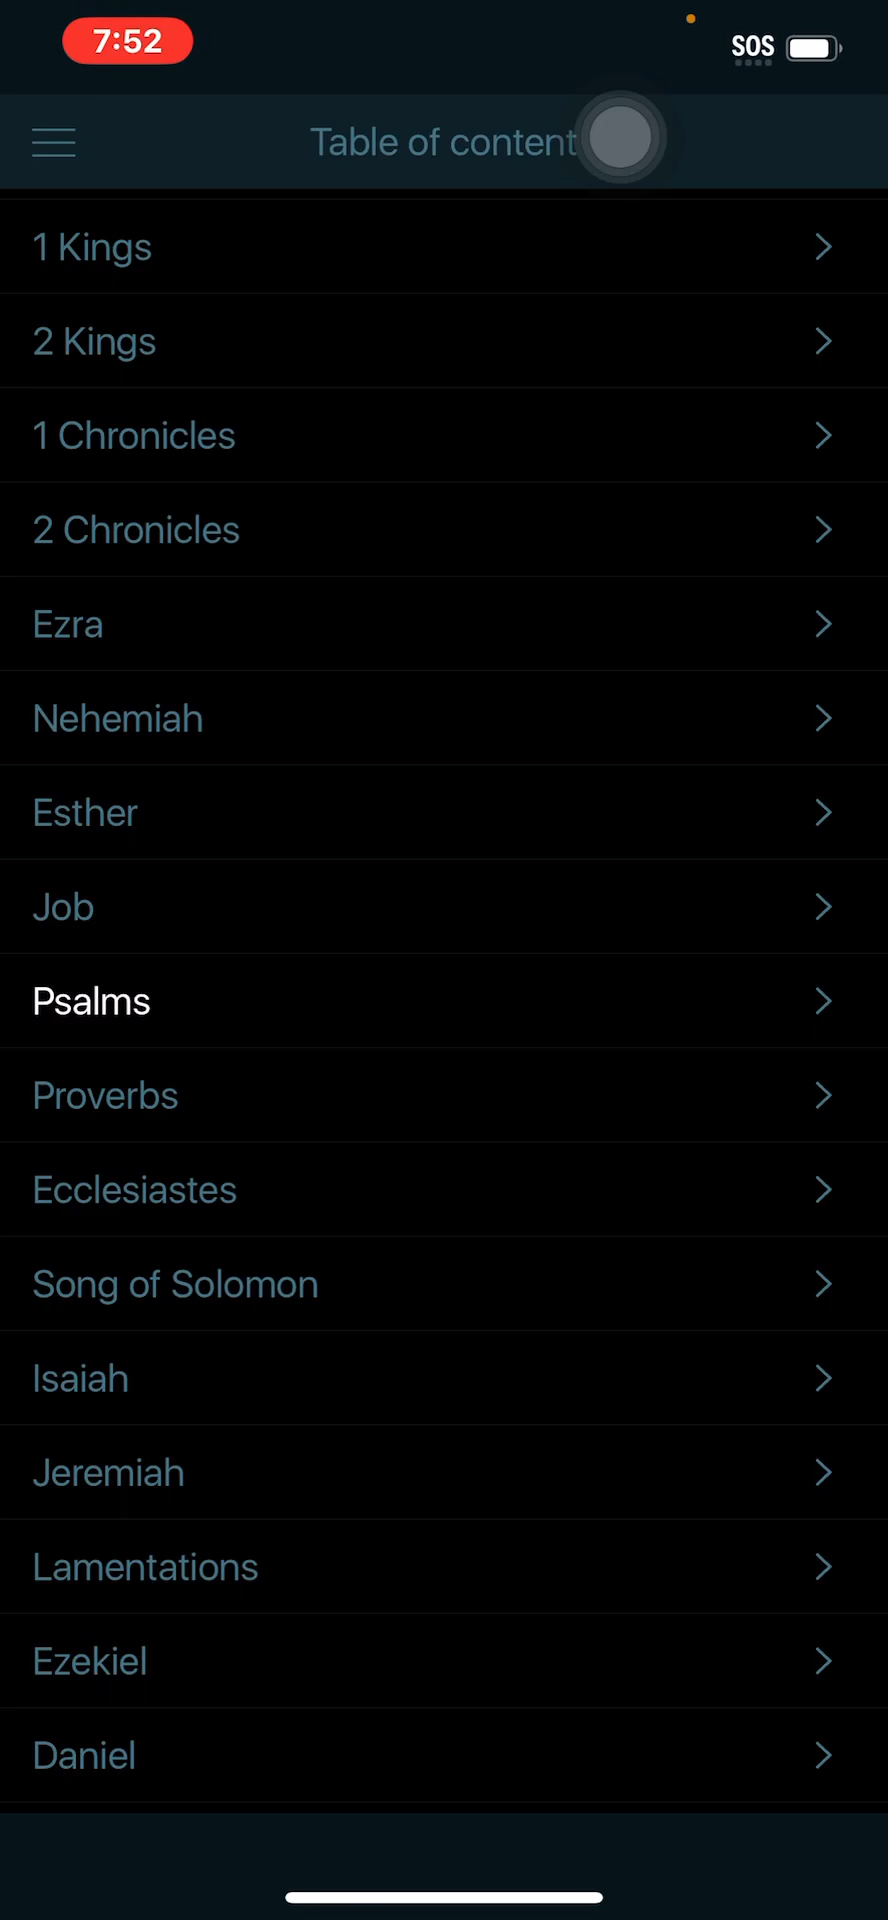 7:52
SOS
Table of content
1 Kings
2 Kings
1 Chronicles
2 Chronicles
Ezra
Nehemiah
Esther
Job
Psalms
Proverbs
Ecclesiastes
Song of Solomon
Isaiah
Jeremiah
Lamentations
Ezekiel
Daniel